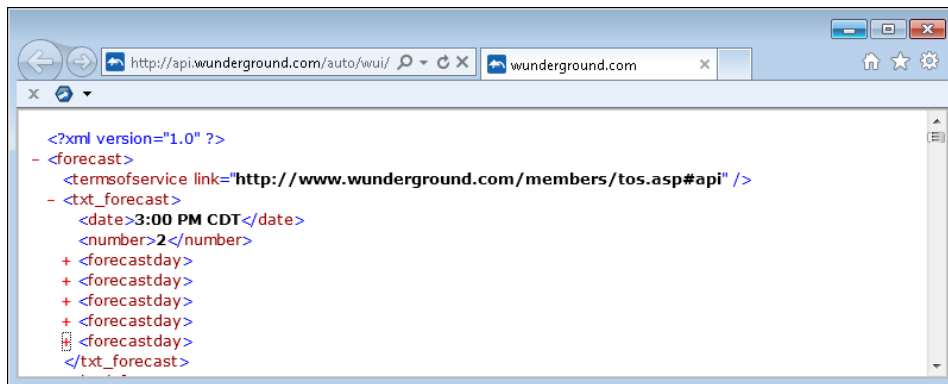 http://api.wunderground.com/auto/wui/
wunderground.com
<?xml version="1.0" ?>
- <forecast>
<termsofservice link="http://www.wunderground.com/members/tos.asp#api" />
- <txt_forecast>
<date>3:00 PM CDT</date>
<number>2</number>
+ <forecastday>
+ <forecastday>
+ <forecastday>
+ <forecastday>
+ <forecastday>
</txt_forecast>